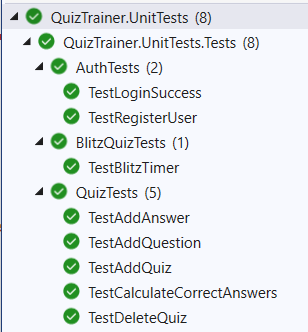 QuizTrainer.UnitTests (8)
QuizTrainer.UnitTests.Tests (8)
AuthTests (2)
TestLoginSuccess
TestRegisterUser
BlitzQuizTests (1)
TestBlitzTimer
QuizTests (5)
TestAddAnswer
TestAddQuestion
TestAddQuiz
TestCalculateCorrectAnswers
TestDeleteQuiz